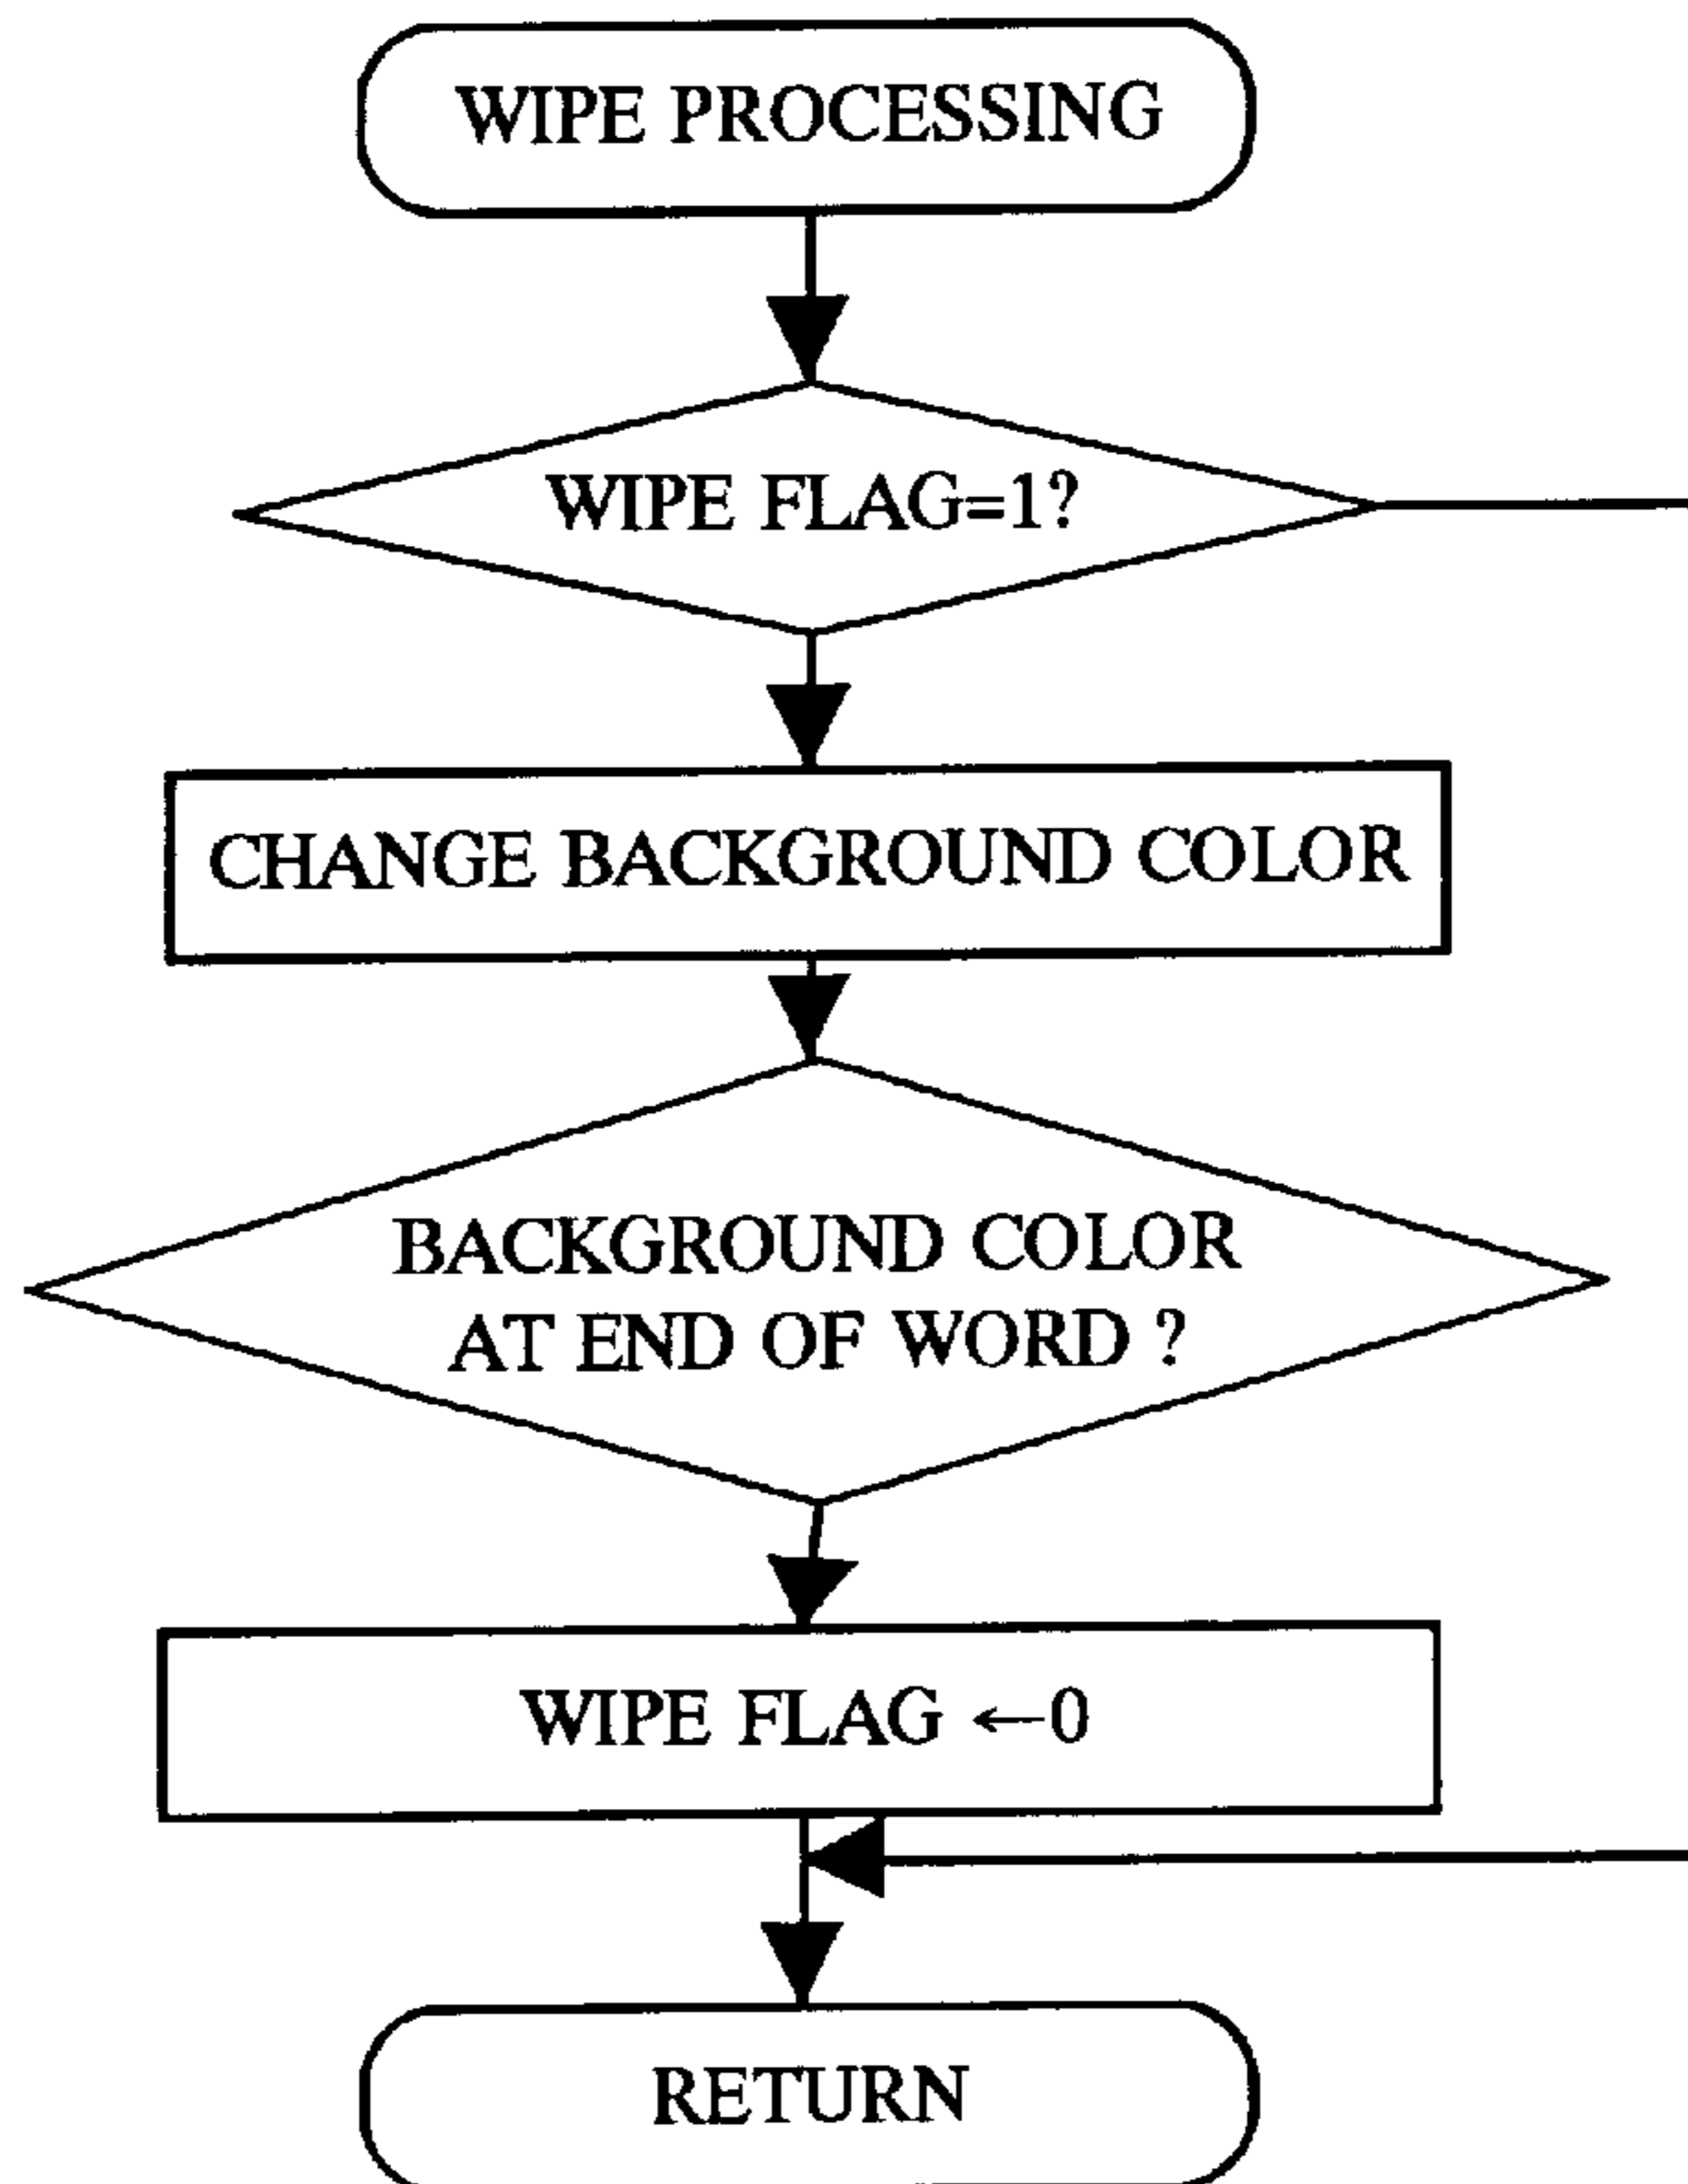 WIPE PROCESSING
WIPE FLAG=1?
CHANGE BACKGROUND COLOR
BACKGROUND COLOR
AT END OF WORD ?
WIPE FLAG ←0
RETURN